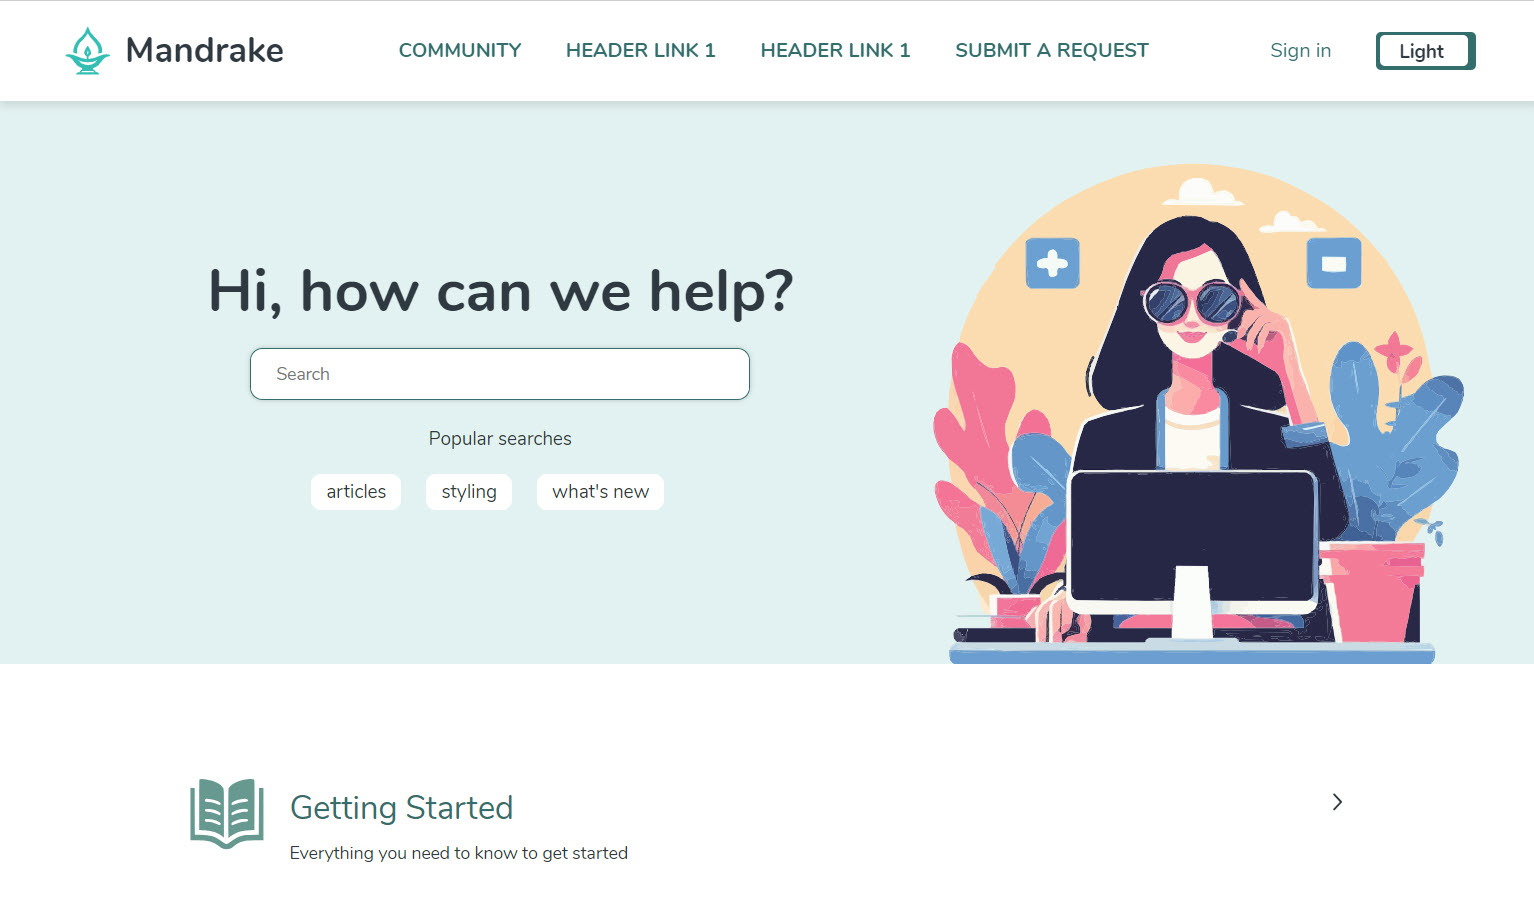 Mandrake
COMMUNITY HEADER LINK 1 HEADER LINK 1 SUBMIT A REQUEST
Sign in
Light
Hi, how can we help?
Search
Popular searches
articles styling what's new
Getting Started
Everything you need to know to get started